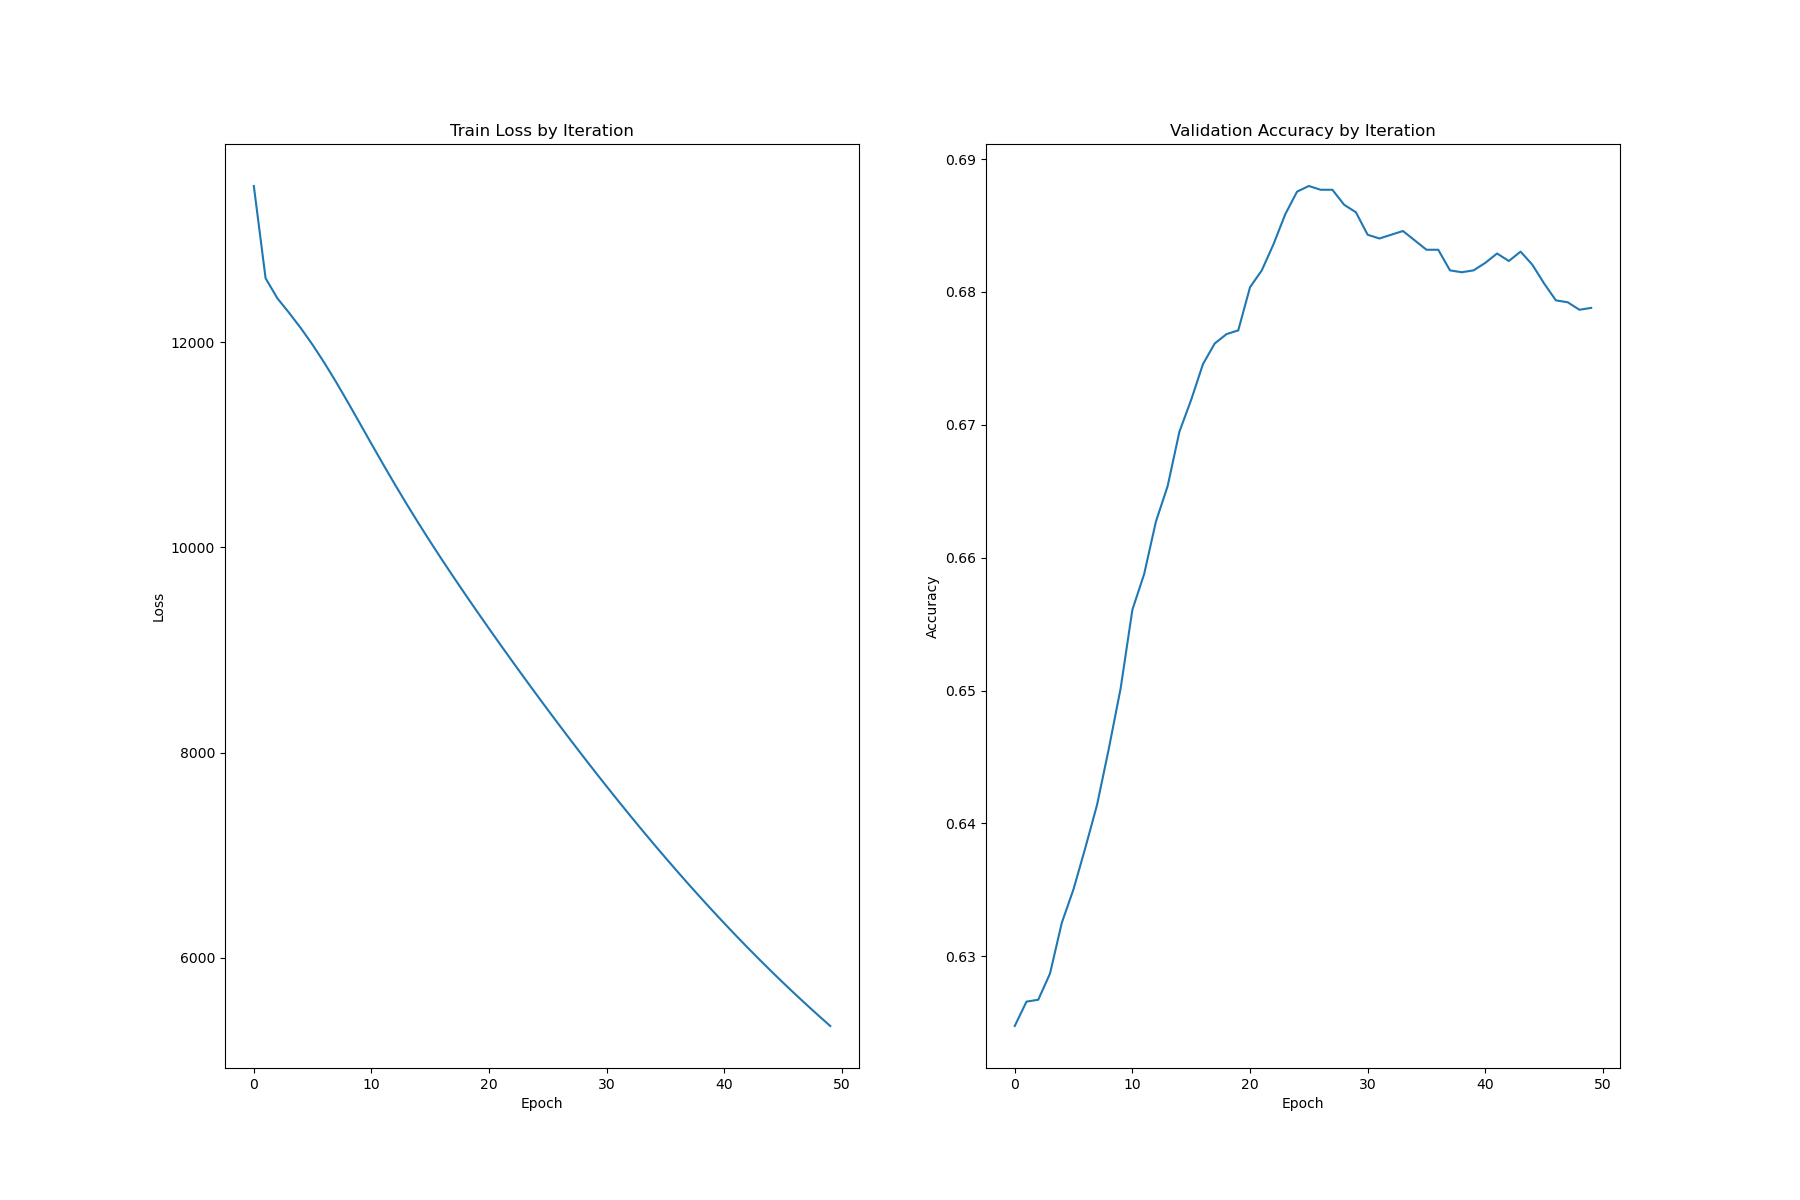 Train Loss by Iteration
12000
10000
8000
6000
Loss
0 10 20 30 40 50
Epoch
Validation Accuracy by Iteration
0.69
0.68
0.67
0.66
0.65
0.64
0.63
Accuracy
0 10 20 30 40 50
Epoch